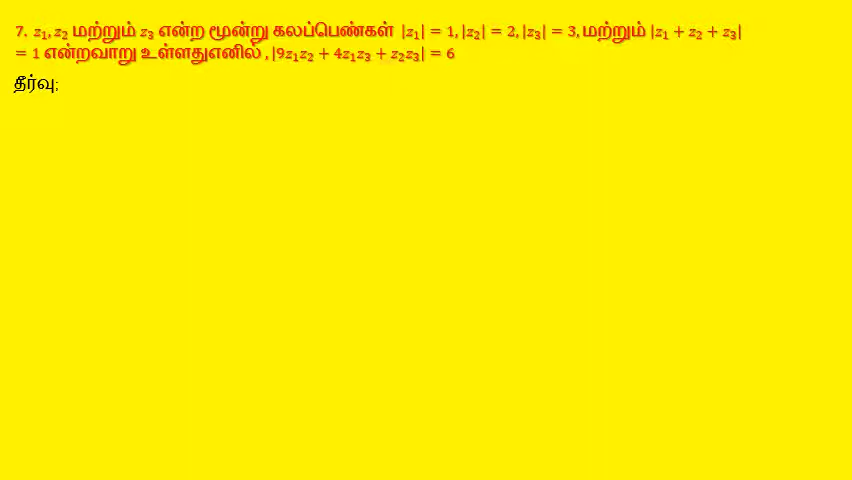 7. z₁, z₂ மற்றும் z₃ என்ற மூன்று கலப்பெண்கள் |z₁| = 1, |z₂| = 2, |z₃| = 3, மற்றும் |z₁ + z₂ + z₃|
= 1 என்றவாறு உள்ளதுஎனில் , |9z₁z₂ + 4z₁z₃ + z₂z₃| = 6
தீர்வு;